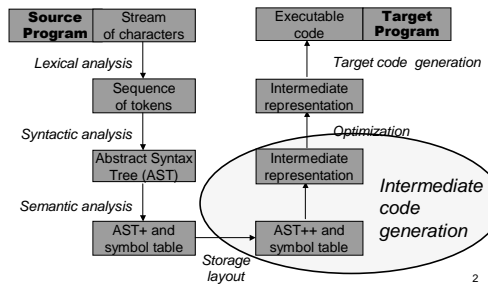 Source
Program
Stream
of characters
Lexical analysis
Sequence
of tokens
Syntactic analysis
Abstract Syntax
Tree (AST)
Semantic analysis
AST+ and
symbol table
Storage
layout
AST++ and
symbol table
Intermediate
representation
Optimization
Intermediate
representation
Target code generation
Executable
code
Target
Program
Intermediate
code
generation
2